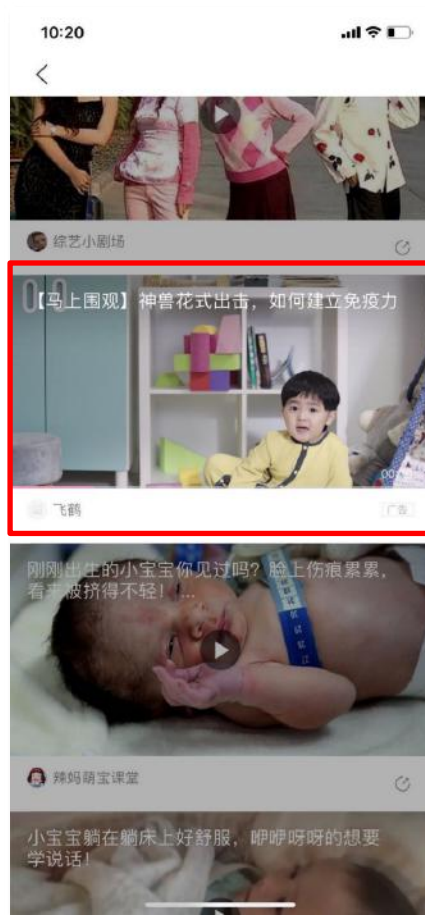 10:20
综艺小剧场
【马上围观】神兽花式出击，如何建立免疫力
00
飞鹤
广告
刚刚出生的小宝宝你见过吗？脸上伤痕累累，
看来被挤得不轻！...
辣妈萌宝课堂
小宝宝躺在躺床上好舒服，咿咿呀呀的想要
学说话！